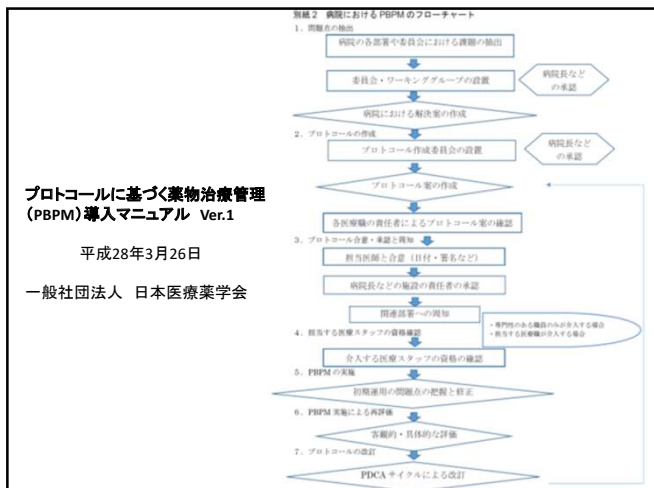 プロトコールに基づく薬物治療管理
（PBPM）導入マニュアル Ver.1
平成28年3月26日
一般社団法人 日本医療薬学会
別紙２ 病院におけるPBPMのフローチャート
１．問題点の抽出
病院の各部署や委員会における課題の抽出
委員会・ワーキンググループの設置
病院長など
の承認
病院における解決案の作成
２．プロトコールの作成
プロトコール作成委員会の設置
病院長など
の承認
プロトコール案の作成
各医療職の責任者によるプロトコール案の確認
３．プロトコール合意・承認と周知
担当医師と合意（日付・署名など）
病院長などの施設の責任者の承認
関連部署への周知
・専門性のある職員のみが介入する場合
・担当する医療職が介入する場合
４．担当する医療スタッフの資格確認
介入する医療スタッフの資格の確認
５．PBPMの実施
初期運用の問題点の把握と修正
６．PBPM実施による再評価
客観的・具体的な評価
７．プロトコールの改訂
PDCAサイクルによる改訂